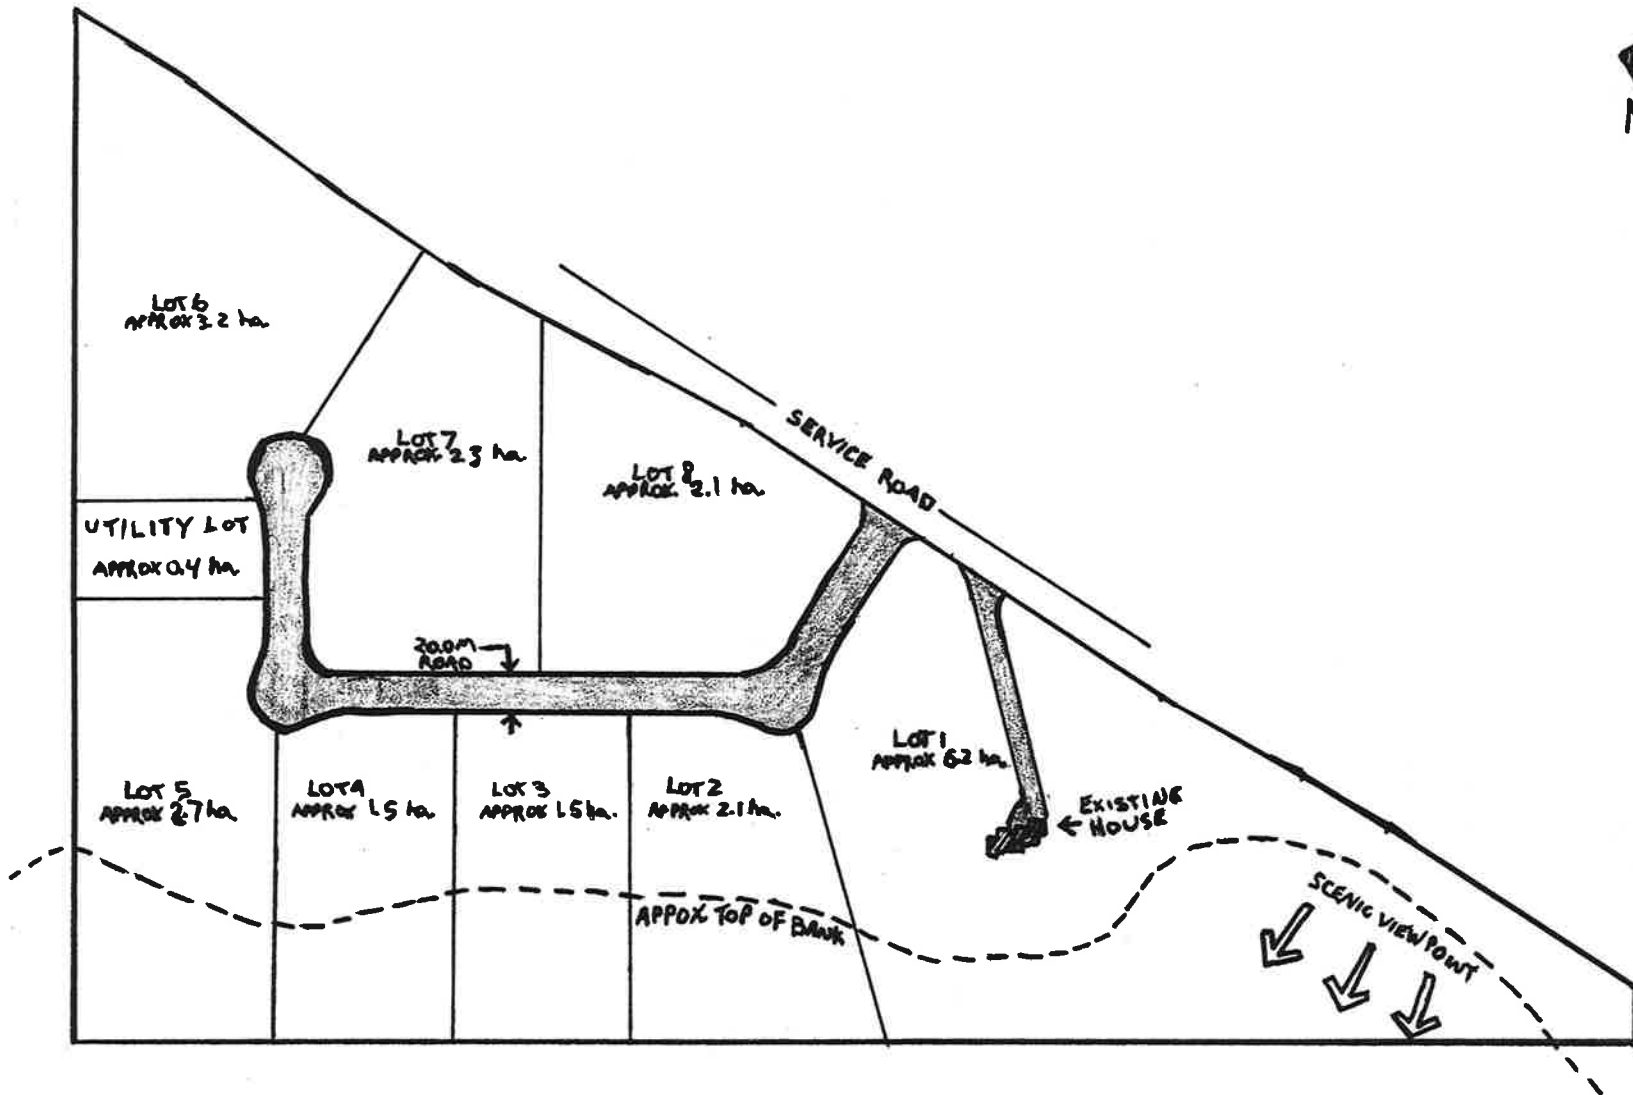 N
LOT 6
APPROX 3.2 ha.
SERVICE ROAD
LOT 7
APPROX. 2.3 ha.
LOT 8
APPROX. 2.1 ha.
UTILITY LOT
APPROX 0.4 ha.
20.0M
ROAD
LOT 1
APPROX 6.2 ha.
LOT 5
APPROX 2.7 ha.
LOT 4
APPROX 1.5 ha.
LOT 3
APPROX 1.5 ha.
LOT 2
APPROX 2.1 ha.
EXISTING
HOUSE
SCENIC VIEWPOINT
APPOX TOP OF BANK